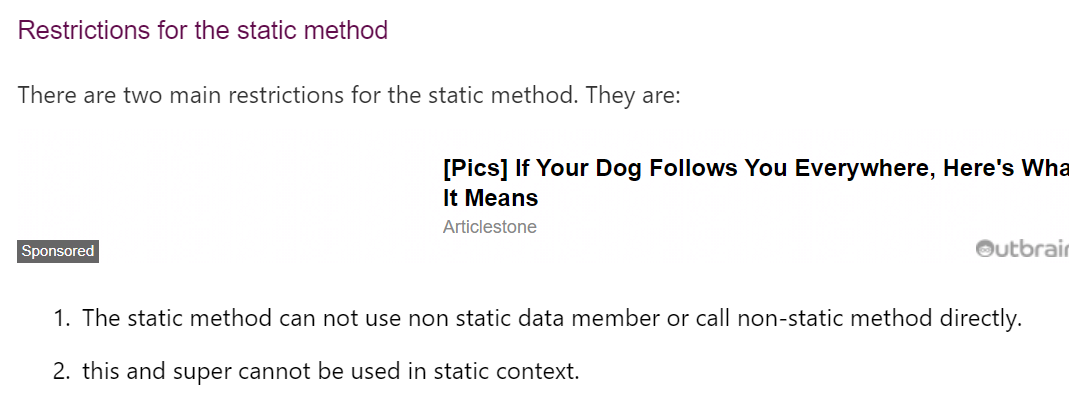 Restrictions for the static method
There are two main restrictions for the static method. They are:
[Pics] If Your Dog Follows You Everywhere, Here's Wha
It Means
Articlestone
Sponsored
Outbrain
1. The static method can not use non static data member or call non-static method directly.
2. this and super cannot be used in static context.